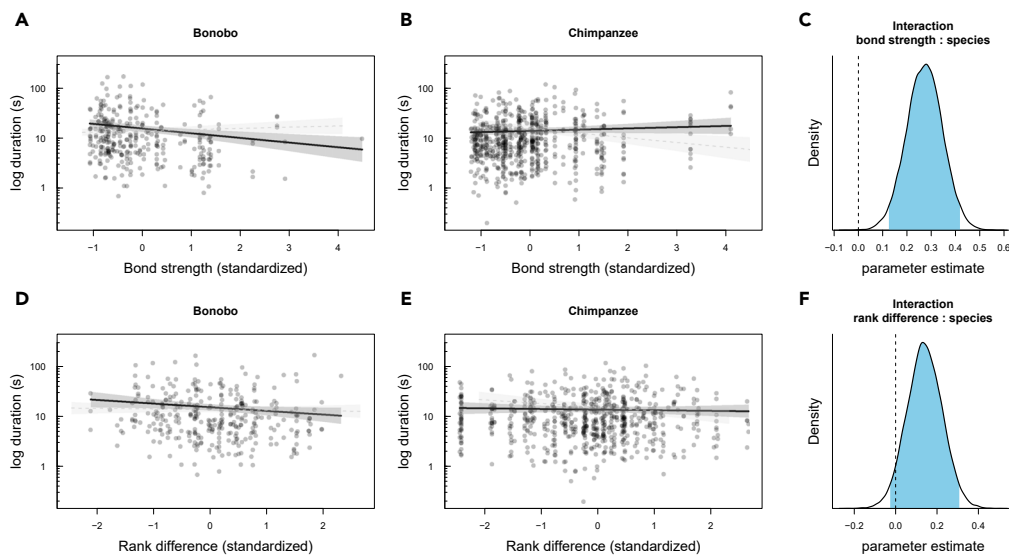 A
Bonobo
log duration (s)
100
10
1
−1
0
1
2
3
4
Bond strength (standardized)
B
Chimpanzee
log duration (s)
100
10
1
−1
0
1
2
3
4
Bond strength (standardized)
C
Interaction
bond strength : species
Density
−0.1
0.0
0.1
0.2
0.3
0.4
0.5
0.6
parameter estimate
D
Bonobo
log duration (s)
100
10
1
−2
−1
0
1
2
Rank difference (standardized)
E
Chimpanzee
log duration (s)
100
10
1
−2
−1
0
1
2
Rank difference (standardized)
F
Interaction
rank difference : species
Density
−0.2
0.0
0.2
0.4
parameter estimate